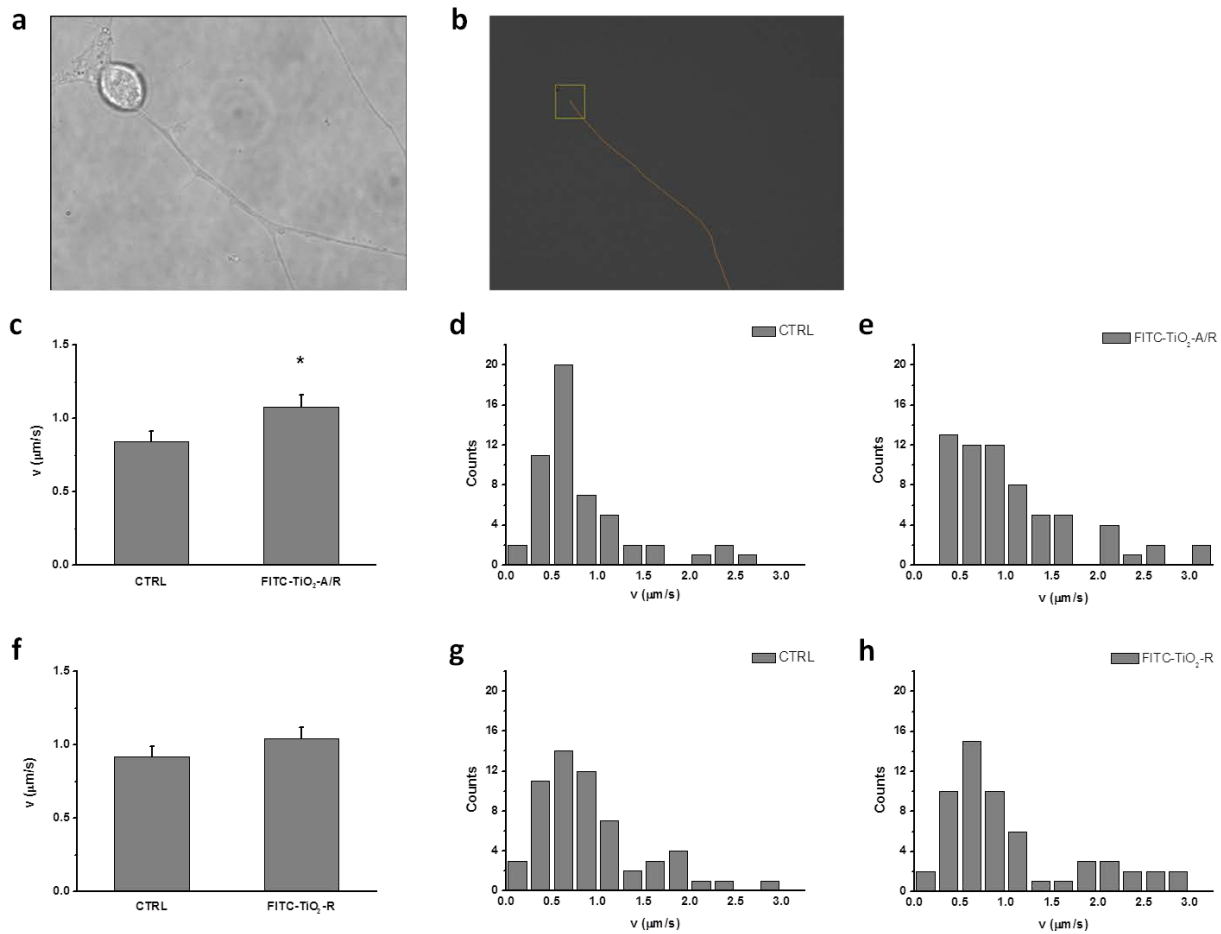 a
b
c
1.5
1.0
0.5
0.0
v (μm/s)
*
CTRL
FITC-TiO₂-A/R
d
CTRL
20
16
12
8
4
0
Counts
0.0 0.5 1.0 1.5 2.0 2.5 3.0
v (μm/s)
e
FITC-TiO₂-A/R
20
16
12
8
4
0
Counts
0.0 0.5 1.0 1.5 2.0 2.5 3.0
v (μm/s)
f
1.5
1.0
0.5
0.0
v (μm/s)
CTRL
FITC-TiO₂-R
g
CTRL
20
16
12
8
4
0
Counts
0.0 0.5 1.0 1.5 2.0 2.5 3.0
v (μm/s)
h
FITC-TiO₂-R
20
16
12
8
4
0
Counts
0.0 0.5 1.0 1.5 2.0 2.5 3.0
v (μm/s)